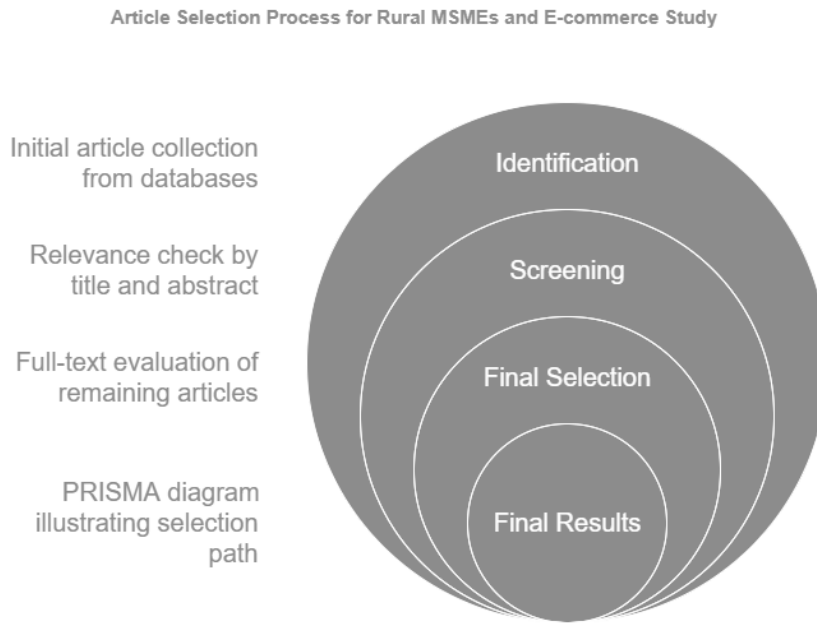 Article Selection Process for Rural MSMEs and E-commerce Study
Initial article collection
from databases
Identification
Relevance check by
title and abstract
Screening
Full-text evaluation of
remaining articles
Final Selection
PRISMA diagram
illustrating selection
path
Final Results